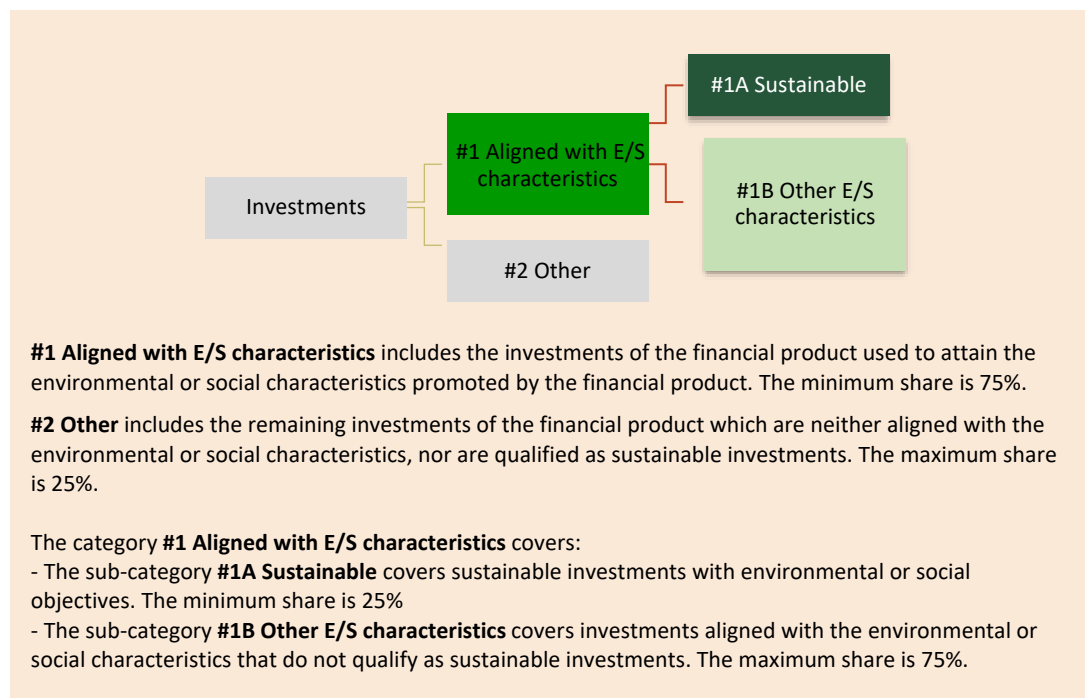 #1A Sustainable
#1 Aligned with E/S
characteristics
#1B Other E/S
characteristics
Investments
#2 Other
#1 Aligned with E/S characteristics includes the investments of the financial product used to attain the
environmental or social characteristics promoted by the financial product. The minimum share is 75%.
#2 Other includes the remaining investments of the financial product which are neither aligned with the
environmental or social characteristics, nor are qualified as sustainable investments. The maximum share
is 25%.
The category #1 Aligned with E/S characteristics covers:
- The sub-category #1A Sustainable covers sustainable investments with environmental or social
objectives. The minimum share is 25%
- The sub-category #1B Other E/S characteristics covers investments aligned with the environmental or
social characteristics that do not qualify as sustainable investments. The maximum share is 75%.